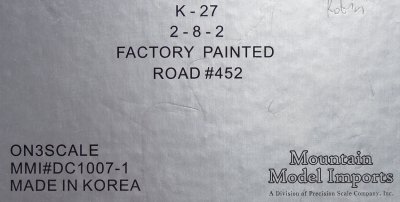 Robin
K-27
2-8-2
FACTORY PAINTED
ROAD #452
ON3SCALE
MMI#DC1007-1
MADE IN KOREA
Mountain
Model Imports
A Division of Precision Scale Company, Inc.